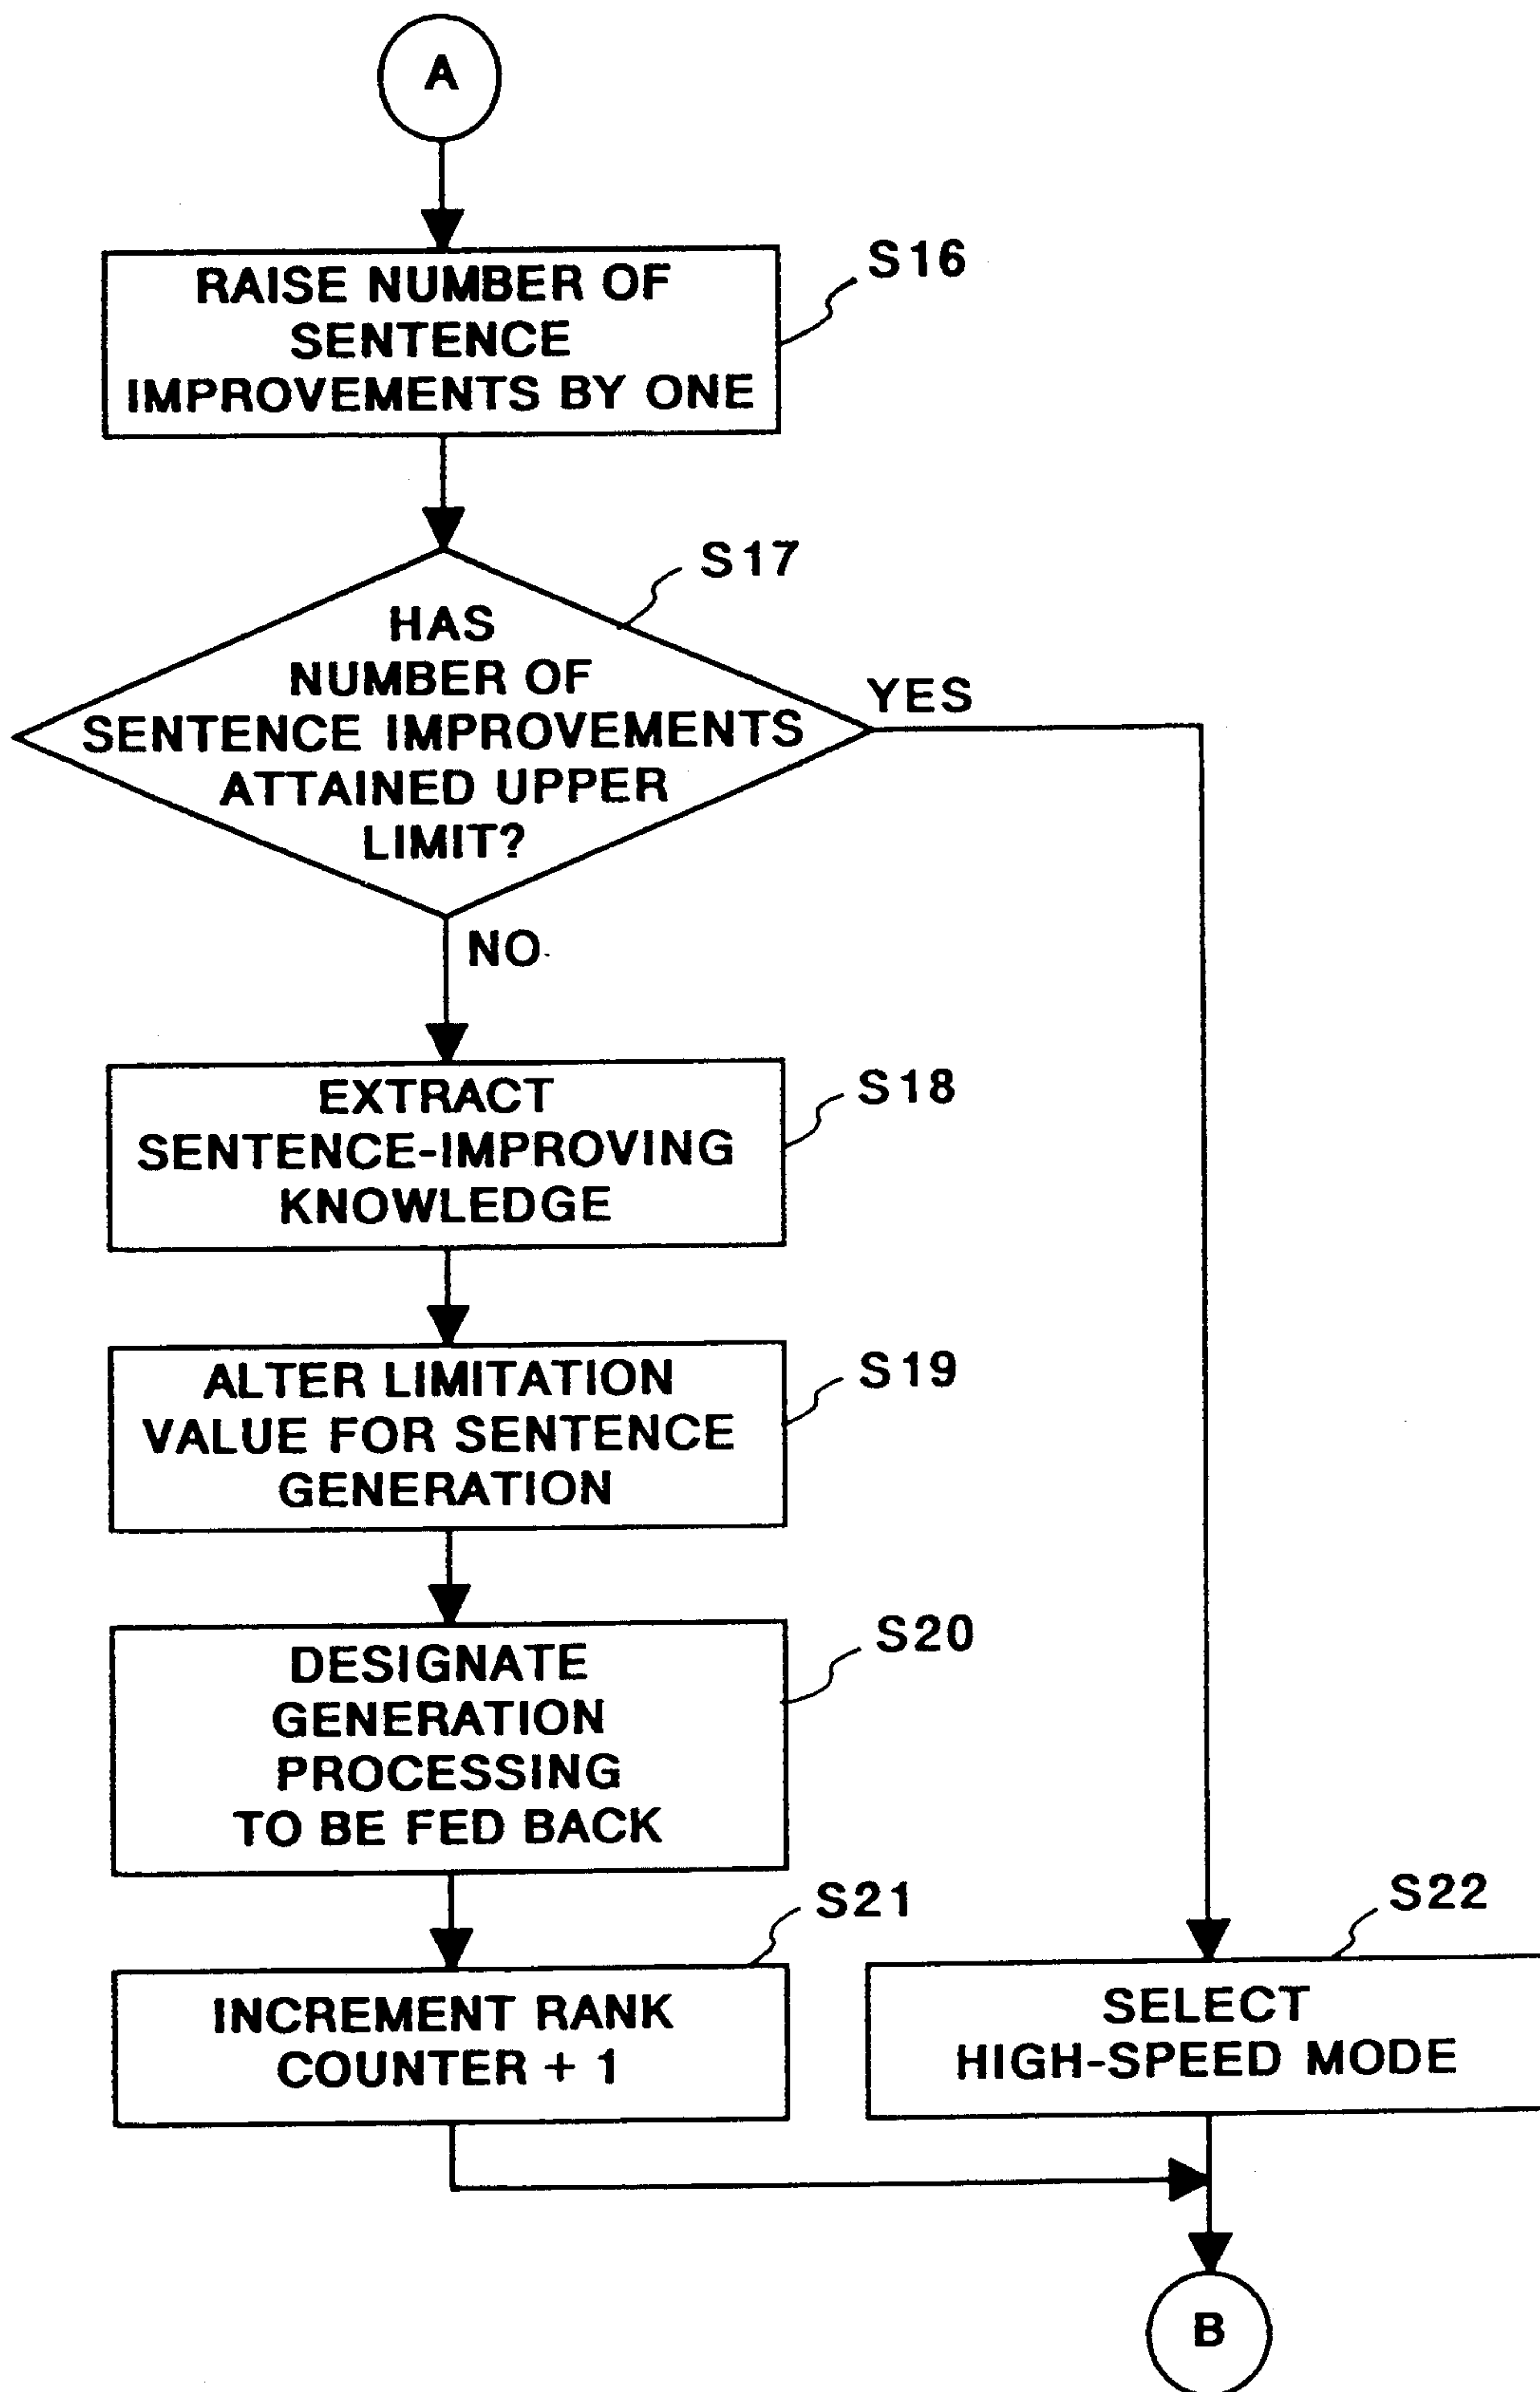 A
RAISE NUMBER OF
SENTENCE
IMPROVEMENTS BY ONE
S16
HAS
NUMBER OF
SENTENCE IMPROVEMENTS
ATTAINED UPPER
LIMIT?
S17
YES
NO
EXTRACT
SENTENCE-IMPROVING
KNOWLEDGE
S18
ALTER LIMITATION
VALUE FOR SENTENCE
GENERATION
S19
DESIGNATE
GENERATION
PROCESSING
TO BE FED BACK
S20
INCREMENT RANK
COUNTER + 1
S21
SELECT
HIGH-SPEED MODE
S22
B